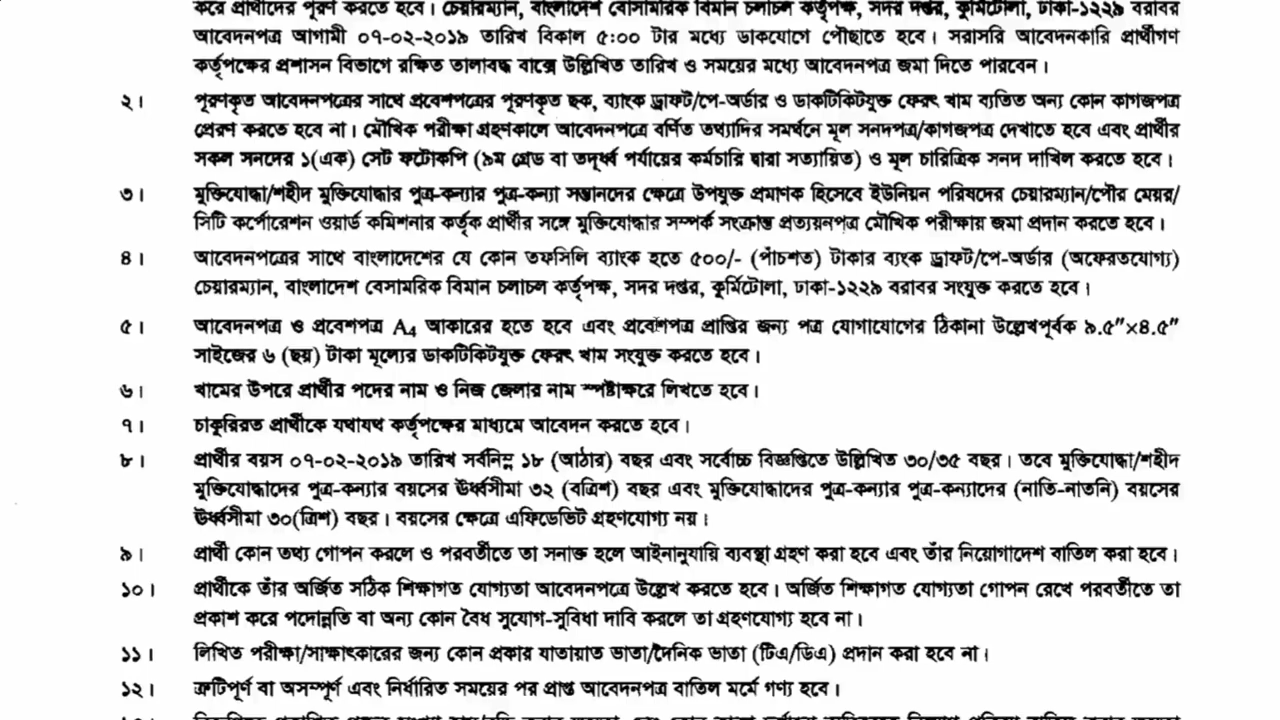 করে প্রার্থীদের পূরণ করতে হবে। চেয়ারম্যান, বাংলাদেশ বেসামরিক বিমান চলাচল কর্তৃপক্ষ, সদর দপ্তর, কুর্মিটোলা, ঢাকা-১২২৯ বরাবর
আবেদনপত্র আগামী ০৭-০২-২০১৯ তারিখ বিকাল ৫:০০ টার মধ্যে ডাকযোগে পৌছাতে হবে। সরাসরি আবেদনকারি প্রার্থীগণ
কর্তৃপক্ষের প্রশাসন বিভাগে রক্ষিত তালাবদ্ধ বাক্সে উল্লিখিত তারিখ ও সময়ের মধ্যে আবেদনপত্র জমা দিতে পারবেন।
২। পূরণকৃত আবেদনপত্রের সাথে প্রবেশপত্রের পূরণকৃত ছক, ব্যাংক ড্রাফট/পে-অর্ডার ও ডাকটিকিটযুক্ত ফেরৎ খাম ব্যতিত অন্য কোন কাগজপত্র
প্রেরণ করতে হবে না। মৌখিক পরীক্ষা গ্রহণকালে আবেদনপত্রে বর্ণিত তথ্যাদির সমর্থনে মূল সনদপত্র/কাগজপত্র দেখাতে হবে এবং প্রার্থীর
সকল সনদের ১(এক) সেট ফটোকপি (৯ম গ্রেড বা তদূর্ধ্ব পর্যায়ের কর্মচারি দ্বারা সত্যায়িত) ও মূল চারিত্রিক সনদ দাখিল করতে হবে।
৩। মুক্তিযোদ্ধা/শহীদ মুক্তিযোদ্ধার পুত্র-কন্যার পুত্র-কন্যা সন্তানদের ক্ষেত্রে উপযুক্ত প্রমাণক হিসেবে ইউনিয়ন পরিষদের চেয়ারম্যান/পৌর মেয়র/
সিটি কর্পোরেশন ওয়ার্ড কমিশনার কর্তৃক প্রার্থীর সঙ্গে মুক্তিযোদ্ধার সম্পর্ক সংক্রান্ত প্রত্যয়নপত্র মৌখিক পরীক্ষায় জমা প্রদান করতে হবে।
৪। আবেদনপত্রের সাথে বাংলাদেশের যে কোন তফসিলি ব্যাংক হতে ৫০০/- (পাঁচশত) টাকার ব্যংক ড্রাফট/পে-অর্ডার (অফেরতযোগ্য)
চেয়ারম্যান, বাংলাদেশ বেসামরিক বিমান চলাচল কর্তৃপক্ষ, সদর দপ্তর, কুর্মিটোলা, ঢাকা-১২২৯ বরাবর সংযুক্ত করতে হবে।
৫। আবেদনপত্র ও প্রবেশপত্র A4 আকারের হতে হবে এবং প্রবেশপত্র প্রাপ্তির জন্য পত্র যোগাযোগের ঠিকানা উল্লেখপূর্বক ৯.৫″×৪.৫″
সাইজের ৬ (ছয়) টাকা মূল্যের ডাকটিকিটযুক্ত ফেরৎ খাম সংযুক্ত করতে হবে।
৬। খামের উপরে প্রার্থীর পদের নাম ও নিজ জেলার নাম স্পষ্টাক্ষরে লিখতে হবে।
৭। চাকুরিরত প্রার্থীকে যথাযথ কর্তৃপক্ষের মাধ্যমে আবেদন করতে হবে।
৮। প্রার্থীর বয়স ০৭-০২-২০১৯ তারিখ সর্বনিম্ন ১৮ (আঠার) বছর এবং সর্বোচ্চ বিজ্ঞপ্তিতে উল্লিখিত ৩০/৩৫ বছর। তবে মুক্তিযোদ্ধা/শহীদ
মুক্তিযোদ্ধাদের পুত্র-কন্যার বয়সের ঊর্ধ্বসীমা ৩২ (বত্রিশ) বছর এবং মুক্তিযোদ্ধাদের পুত্র-কন্যার পুত্র-কন্যাদের (নাতি-নাতনি) বয়সের
ঊর্ধ্বসীমা ৩০(ত্রিশ) বছর। বয়সের ক্ষেত্রে এফিডেভিট গ্রহণযোগ্য নয়।
৯। প্রার্থী কোন তথ্য গোপন করলে ও পরবর্তীতে তা সনাক্ত হলে আইনানুযায়ি ব্যবস্থা গ্রহণ করা হবে এবং তাঁর নিয়োগাদেশ বাতিল করা হবে।
১০। প্রার্থীকে তাঁর অর্জিত সঠিক শিক্ষাগত যোগ্যতা আবেদনপত্রে উল্লেখ করতে হবে। অর্জিত শিক্ষাগত যোগ্যতা গোপন রেখে পরবর্তীতে তা
প্রকাশ করে পদোন্নতি বা অন্য কোন বৈধ সুযোগ-সুবিধা দাবি করলে তা গ্রহণযোগ্য হবে না।
১১। লিখিত পরীক্ষা/সাক্ষাৎকারের জন্য কোন প্রকার যাতায়াত ভাতা/দৈনিক ভাতা (টিএ/ডিএ) প্রদান করা হবে না।
১২। ত্রুটিপূর্ণ বা অসম্পূর্ণ এবং নির্ধারিত সময়ের পর প্রাপ্ত আবেদনপত্র বাতিল মর্মে গণ্য হবে।